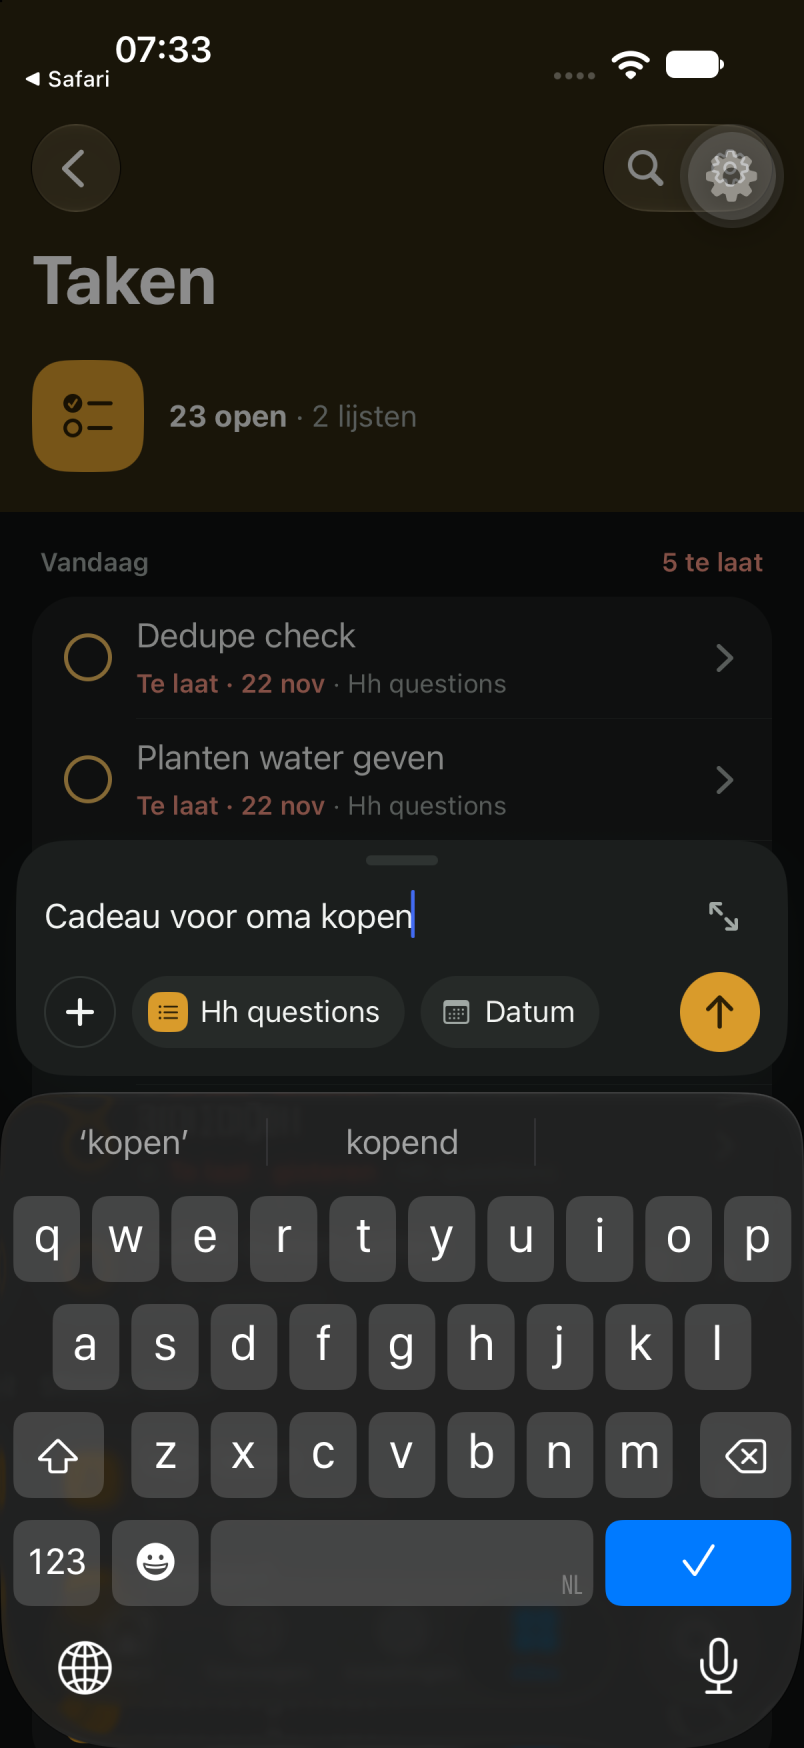 07:33
Safari
Taken
23 open · 2 lijsten
Vandaag
5 te laat
Dedupe check
Te laat · 22 nov · Hh questions
Planten water geven
Te laat · 22 nov · Hh questions
Cadeau voor oma kopen
Hh questions
Datum
‘kopen’
kopend
q w e r t y u i o p
a s d f g h j k l
z x c v b n m
123
NL